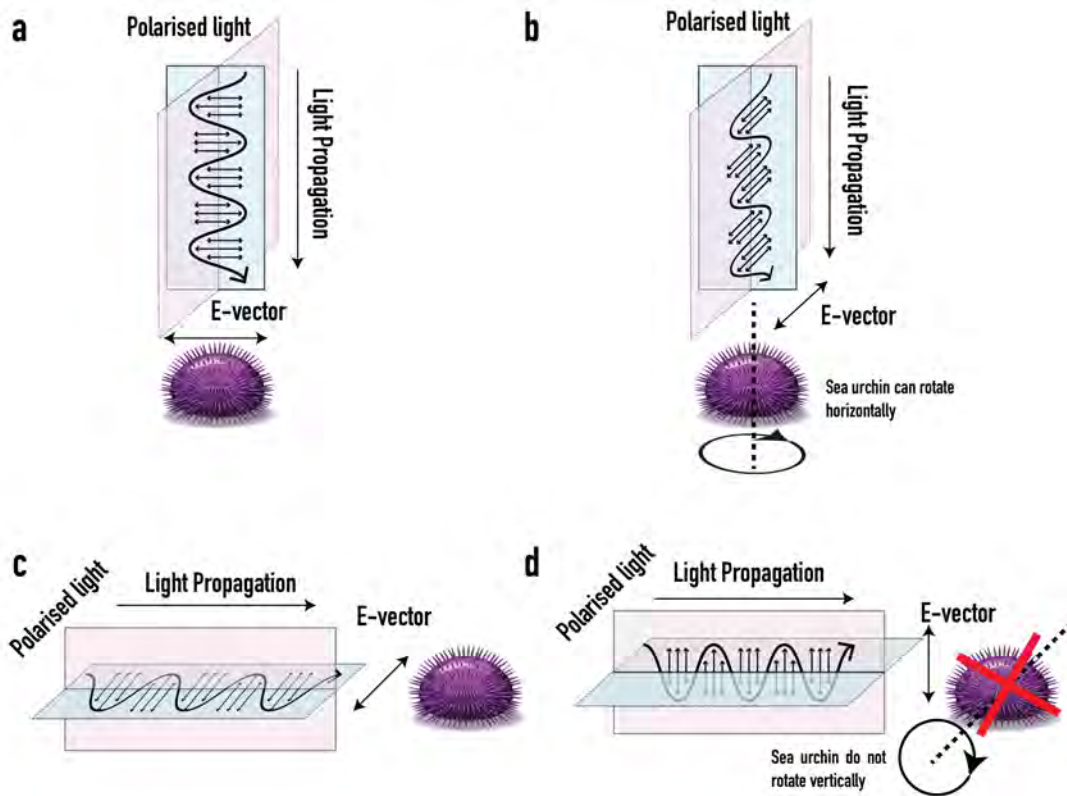 a
Polarised light
Light Propagation
E-vector
b
Polarised light
Light Propagation
E-vector
Sea urchin can rotate
horizontally
c
Polarised light
Light Propagation
E-vector
d
Polarised light
Light Propagation
E-vector
Sea urchin do not
rotate vertically